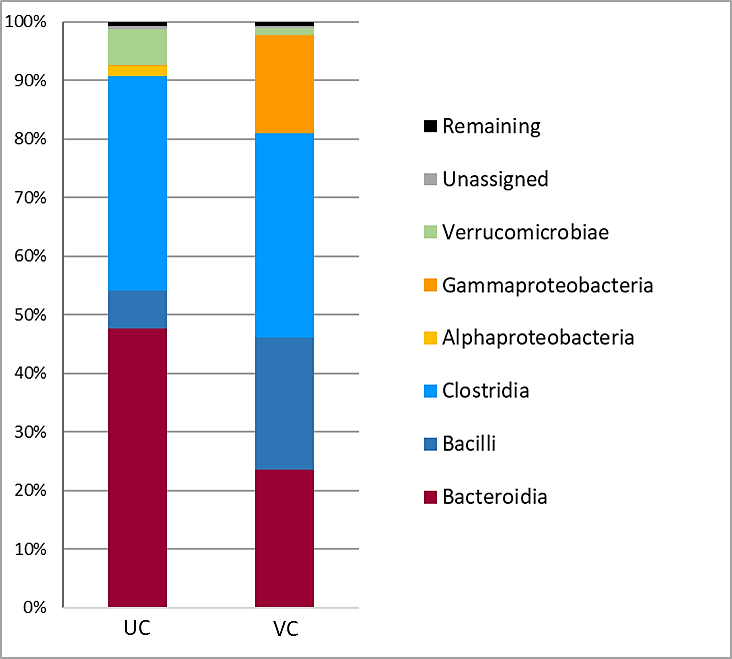 100%
90%
80%
70%
60%
50%
40%
30%
20%
10%
0%
UC
VC
Remaining
Unassigned
Verrucomicrobiae
Gammaproteobacteria
Alphaproteobacteria
Clostridia
Bacilli
Bacteroidia